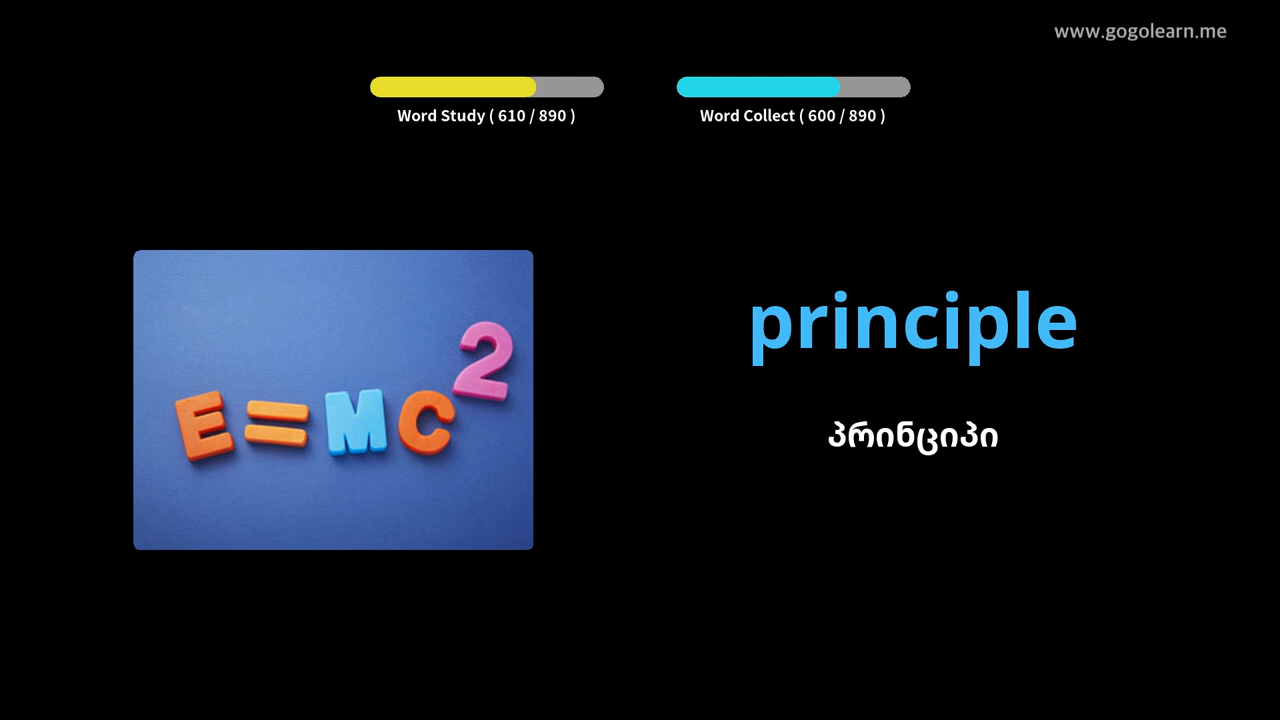 www.gogolearn.me
Word Study ( 610 / 890 )
Word Collect ( 600 / 890 )
E=MC2
principle
პრინციპი